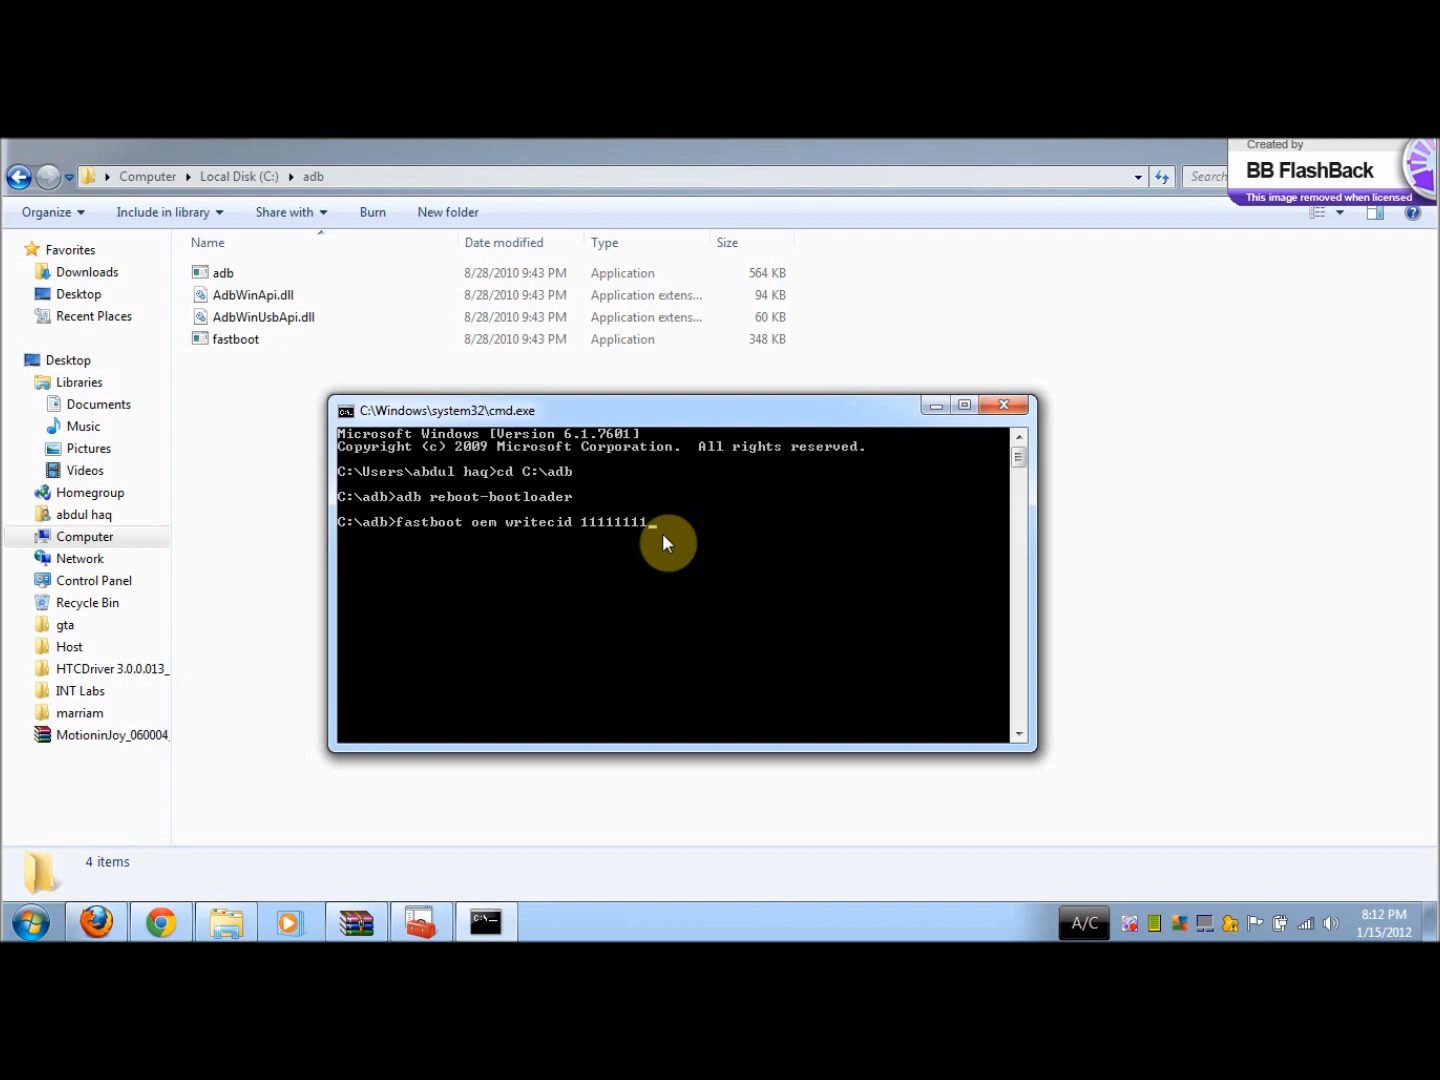 Created by
BB FlashBack
This image removed when licensed
Computer Local Disk (C:) adb
Search
Organize Include in library Share with Burn New folder
Name Date modified Type Size
adb 8/28/2010 9:43 PM Application 564 KB
AdbWinApi.dll 8/28/2010 9:43 PM Application extens... 94 KB
AdbWinUsbApi.dll 8/28/2010 9:43 PM Application extens... 60 KB
fastboot 8/28/2010 9:43 PM Application 348 KB
Favorites
Downloads
Desktop
Recent Places
Desktop
Libraries
Documents
Music
Pictures
Videos
Homegroup
abdul haq
Computer
Network
Control Panel
Recycle Bin
gta
Host
HTCDriver 3.0.0.013_
INT Labs
marriam
MotioninJoy_060004_
C:\Windows\system32\cmd.exe
Microsoft Windows [Version 6.1.7601]
Copyright (c) 2009 Microsoft Corporation. All rights reserved.
C:\Users\abdul haq>cd C:\adb
C:\adb>adb reboot-bootloader
C:\adb>fastboot oem writecid 11111111_
4 items
A/C
8:12 PM
1/15/2012